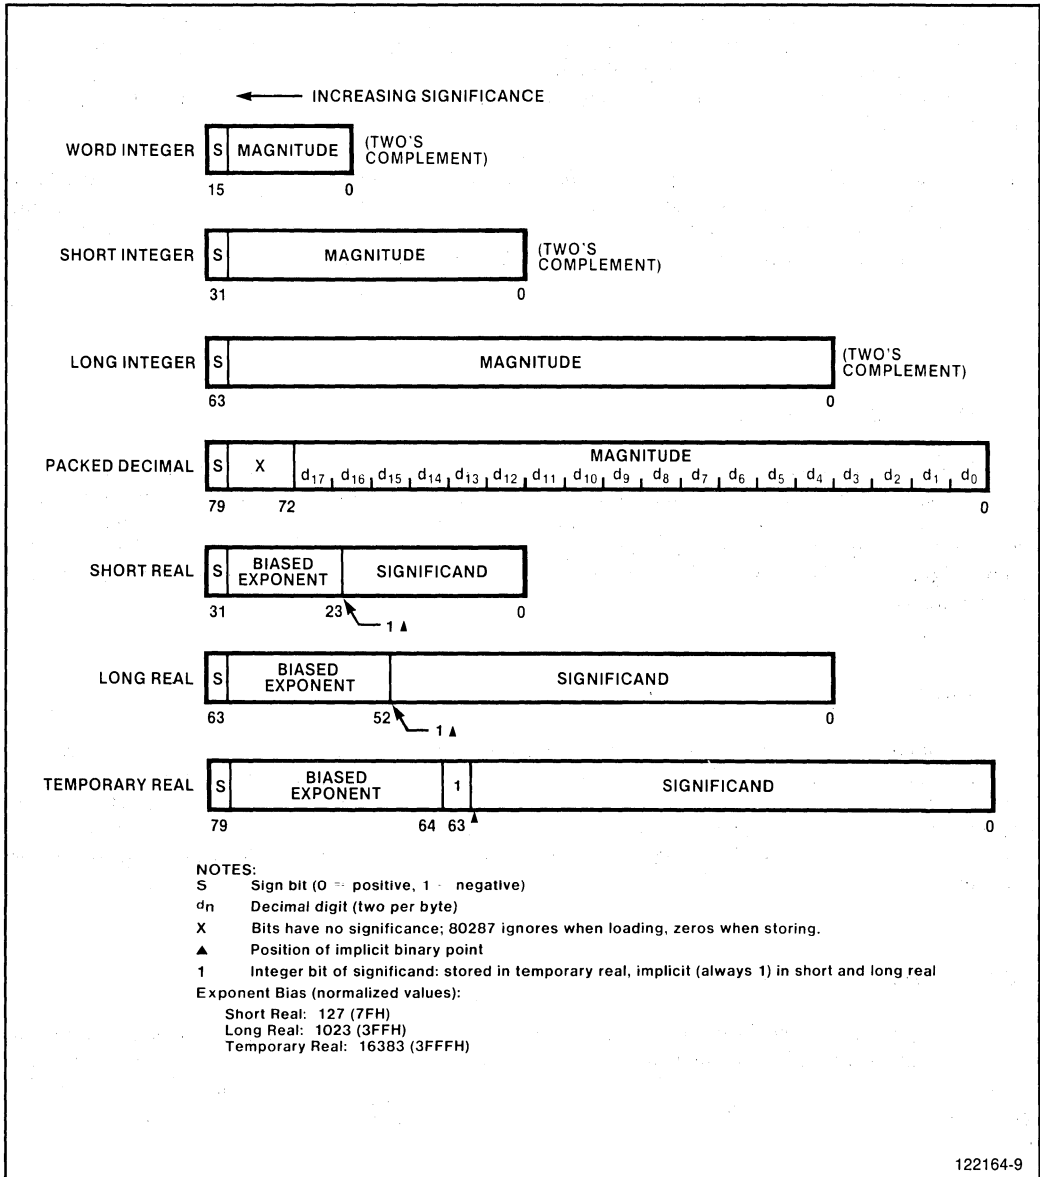 INCREASING SIGNIFICANCE
WORD INTEGER S MAGNITUDE (TWO'S
COMPLEMENT)
15 0
SHORT INTEGER S MAGNITUDE (TWO'S
COMPLEMENT)
31 0
LONG INTEGER S MAGNITUDE (TWO'S
COMPLEMENT)
63 0
PACKED DECIMAL S X MAGNITUDE
d17 d16 d15 d14 d13 d12 d11 d10 d9 d8 d7 d6 d5 d4 d3 d2 d1 d0
79 72 0
SHORT REAL S BIASED
EXPONENT SIGNIFICAND
31 23 0
1 ▲
LONG REAL S BIASED
EXPONENT SIGNIFICAND
63 52 0
1 ▲
TEMPORARY REAL S BIASED
EXPONENT 1 SIGNIFICAND
79 64 63 ▲ 0
NOTES:
S Sign bit (0 = positive, 1 - negative)
dn Decimal digit (two per byte)
X Bits have no significance; 80287 ignores when loading, zeros when storing.
▲ Position of implicit binary point
1 Integer bit of significand: stored in temporary real, implicit (always 1) in short and long real
Exponent Bias (normalized values):
Short Real: 127 (7FH)
Long Real: 1023 (3FFH)
Temporary Real: 16383 (3FFFH)
122164-9